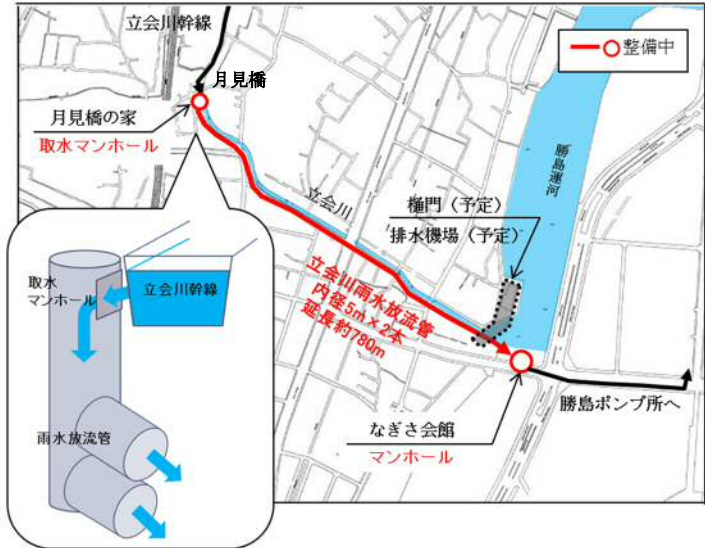 立会川幹線
整備中
月見橋
月見橋の家
取水マンホール
勝島運河
立会川
樋門（予定）
排水機場（予定）
立会川雨水放流管
内径5m×2本
延長約780m
取水
マンホール
立会川幹線
勝島ポンプ所へ
なぎさ会館
マンホール
雨水放流管